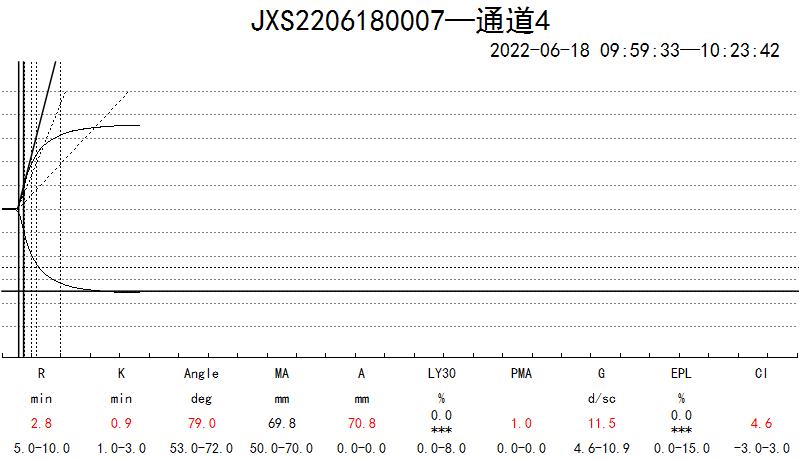 JXS2206180007—通道4
2022-06-18 09:59:33—10:23:42
R K Angle MA A LY30 PMA G EPL CI
min min deg mm mm % d/sc %
2.8 0.9 79.0 69.8 70.8 0.0 *** 1.0 11.5 0.0 *** 4.6
5.0-10.0 1.0-3.0 53.0-72.0 50.0-70.0 0.0-0.0 0.0-8.0 0.0-0.0 4.6-10.9 0.0-15.0 -3.0-3.0